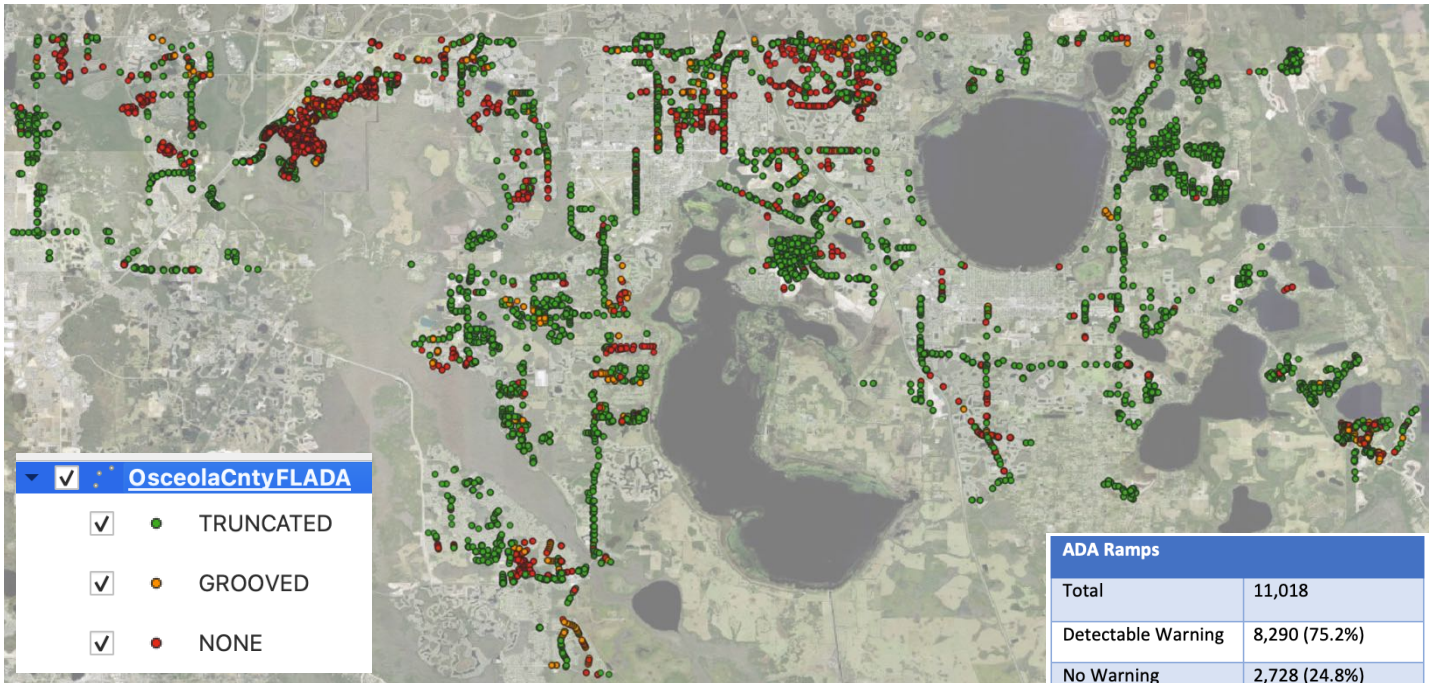 OsceolaCntyFLADA
TRUNCATED
GROOVED
NONE
ADA Ramps
Total 11,018
Detectable Warning 8,290 (75.2%)
No Warning 2,728 (24.8%)